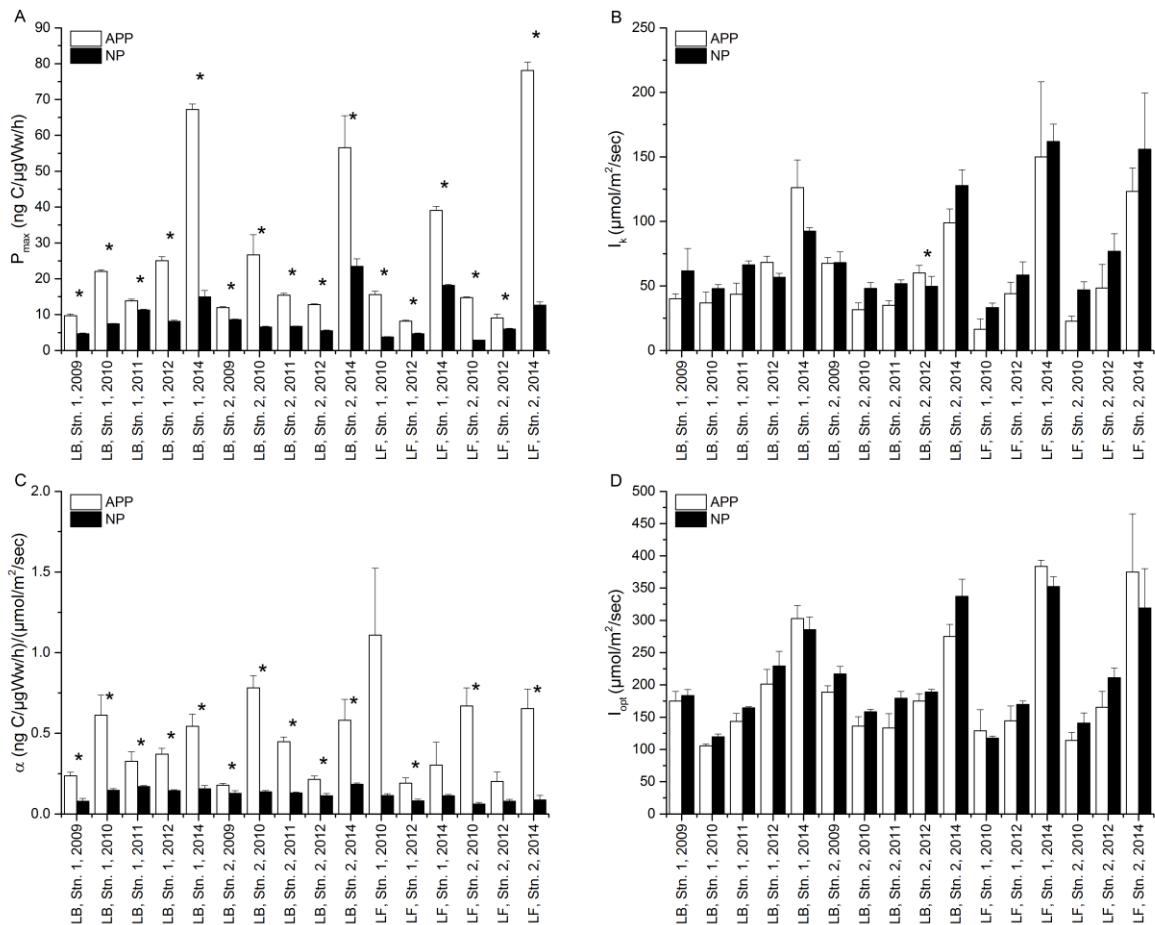 A
APP
NP
Pmax (ng C/µgWw/h)
90
80
70
60
50
40
30
20
10
0
* * * * * * * * * * * * * * * *
LB, Stn. 1, 2009
LB, Stn. 1, 2010
LB, Stn. 1, 2011
LB, Stn. 1, 2012
LB, Stn. 1, 2014
LB, Stn. 2, 2009
LB, Stn. 2, 2010
LB, Stn. 2, 2011
LB, Stn. 2, 2012
LB, Stn. 2, 2014
LF, Stn. 1, 2010
LF, Stn. 1, 2012
LF, Stn. 1, 2014
LF, Stn. 2, 2010
LF, Stn. 2, 2012
LF, Stn. 2, 2014
B
APP
NP
Ik (µmol/m²/sec)
250
200
150
100
50
0
*
LB, Stn. 1, 2009
LB, Stn. 1, 2010
LB, Stn. 1, 2011
LB, Stn. 1, 2012
LB, Stn. 1, 2014
LB, Stn. 2, 2009
LB, Stn. 2, 2010
LB, Stn. 2, 2011
LB, Stn. 2, 2012
LB, Stn. 2, 2014
LF, Stn. 1, 2010
LF, Stn. 1, 2012
LF, Stn. 1, 2014
LF, Stn. 2, 2010
LF, Stn. 2, 2012
LF, Stn. 2, 2014
C
APP
NP
α (ng C/µgWw/h)/(µmol/m²/sec)
2.0
1.5
1.0
0.5
0.0
* * * * * * * * * * * * *
LB, Stn. 1, 2009
LB, Stn. 1, 2010
LB, Stn. 1, 2011
LB, Stn. 1, 2012
LB, Stn. 1, 2014
LB, Stn. 2, 2009
LB, Stn. 2, 2010
LB, Stn. 2, 2011
LB, Stn. 2, 2012
LB, Stn. 2, 2014
LF, Stn. 1, 2010
LF, Stn. 1, 2012
LF, Stn. 1, 2014
LF, Stn. 2, 2010
LF, Stn. 2, 2012
LF, Stn. 2, 2014
D
APP
NP
Iopt (µmol/m²/sec)
500
450
400
350
300
250
200
150
100
50
0
LB, Stn. 1, 2009
LB, Stn. 1, 2010
LB, Stn. 1, 2011
LB, Stn. 1, 2012
LB, Stn. 1, 2014
LB, Stn. 2, 2009
LB, Stn. 2, 2010
LB, Stn. 2, 2011
LB, Stn. 2, 2012
LB, Stn. 2, 2014
LF, Stn. 1, 2010
LF, Stn. 1, 2012
LF, Stn. 1, 2014
LF, Stn. 2, 2010
LF, Stn. 2, 2012
LF, Stn. 2, 2014